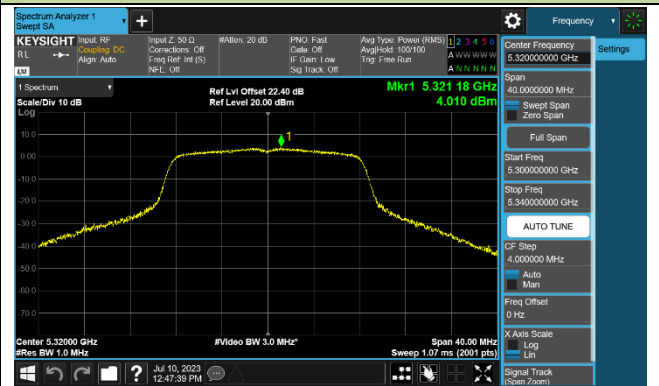 Spectrum Analyzer 1
Swept SA
+
Frequency
KEYSIGHT
RL
LXI
Input: RF
Coupling: DC
Align: Auto
Input Z: 50 Ω
Corrections: Off
Freq Ref: Int (S)
NFE: Off
#Atten: 20 dB
PNO: Fast
Gate: Off
IF Gain: Low
Sig Track: Off
Avg Type: Power (RMS)
Avg|Hold: 100/100
Trig: Free Run
1 2 3 4 5 6
A W W W W W
A N N N N N
Center Frequency
5.320000000 GHz
Settings
Span
40.0000000 MHz
Swept Span
Zero Span
Full Span
Start Freq
5.300000000 GHz
Stop Freq
5.340000000 GHz
AUTO TUNE
CF Step
4.000000 MHz
Auto
Man
Freq Offset
0 Hz
X Axis Scale
Log
Lin
Signal Track
(Span Zoom)
1 Spectrum
Scale/Div 10 dB
Log
Ref Lvl Offset 22.40 dB
Ref Level 20.00 dBm
Mkr1 5.321 18 GHz
4.010 dBm
1
10.0
0.00
-10.0
-20.0
-30.0
-40.0
-50.0
-60.0
-70.0
Center 5.32000 GHz
#Res BW 1.0 MHz
#Video BW 3.0 MHz*
Span 40.00 MHz
Sweep 1.07 ms (2001 pts)
?
Jul 10, 2023
12:47:39 PM